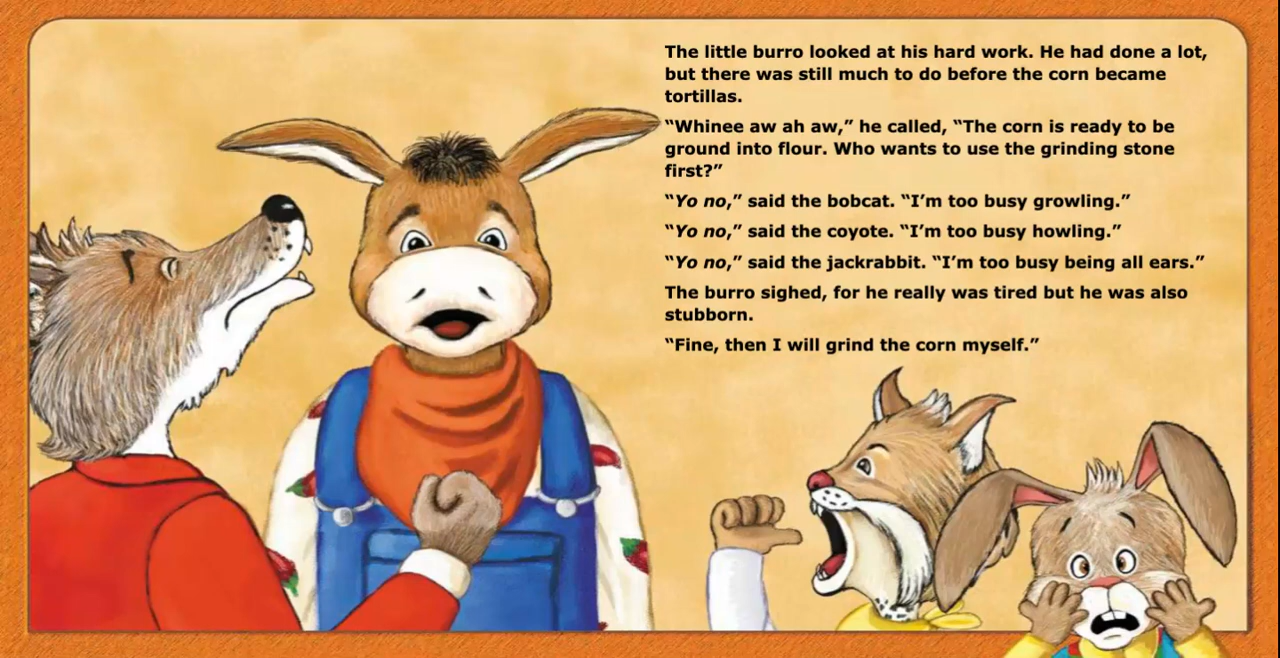 The little burro looked at his hard work. He had done a lot,
but there was still much to do before the corn became
tortillas.
“Whinee aw ah aw,” he called, “The corn is ready to be
ground into flour. Who wants to use the grinding stone
first?”
“Yo no,” said the bobcat. “I’m too busy growling.”
“Yo no,” said the coyote. “I’m too busy howling.”
“Yo no,” said the jackrabbit. “I’m too busy being all ears.”
The burro sighed, for he really was tired but he was also
stubborn.
“Fine, then I will grind the corn myself.”